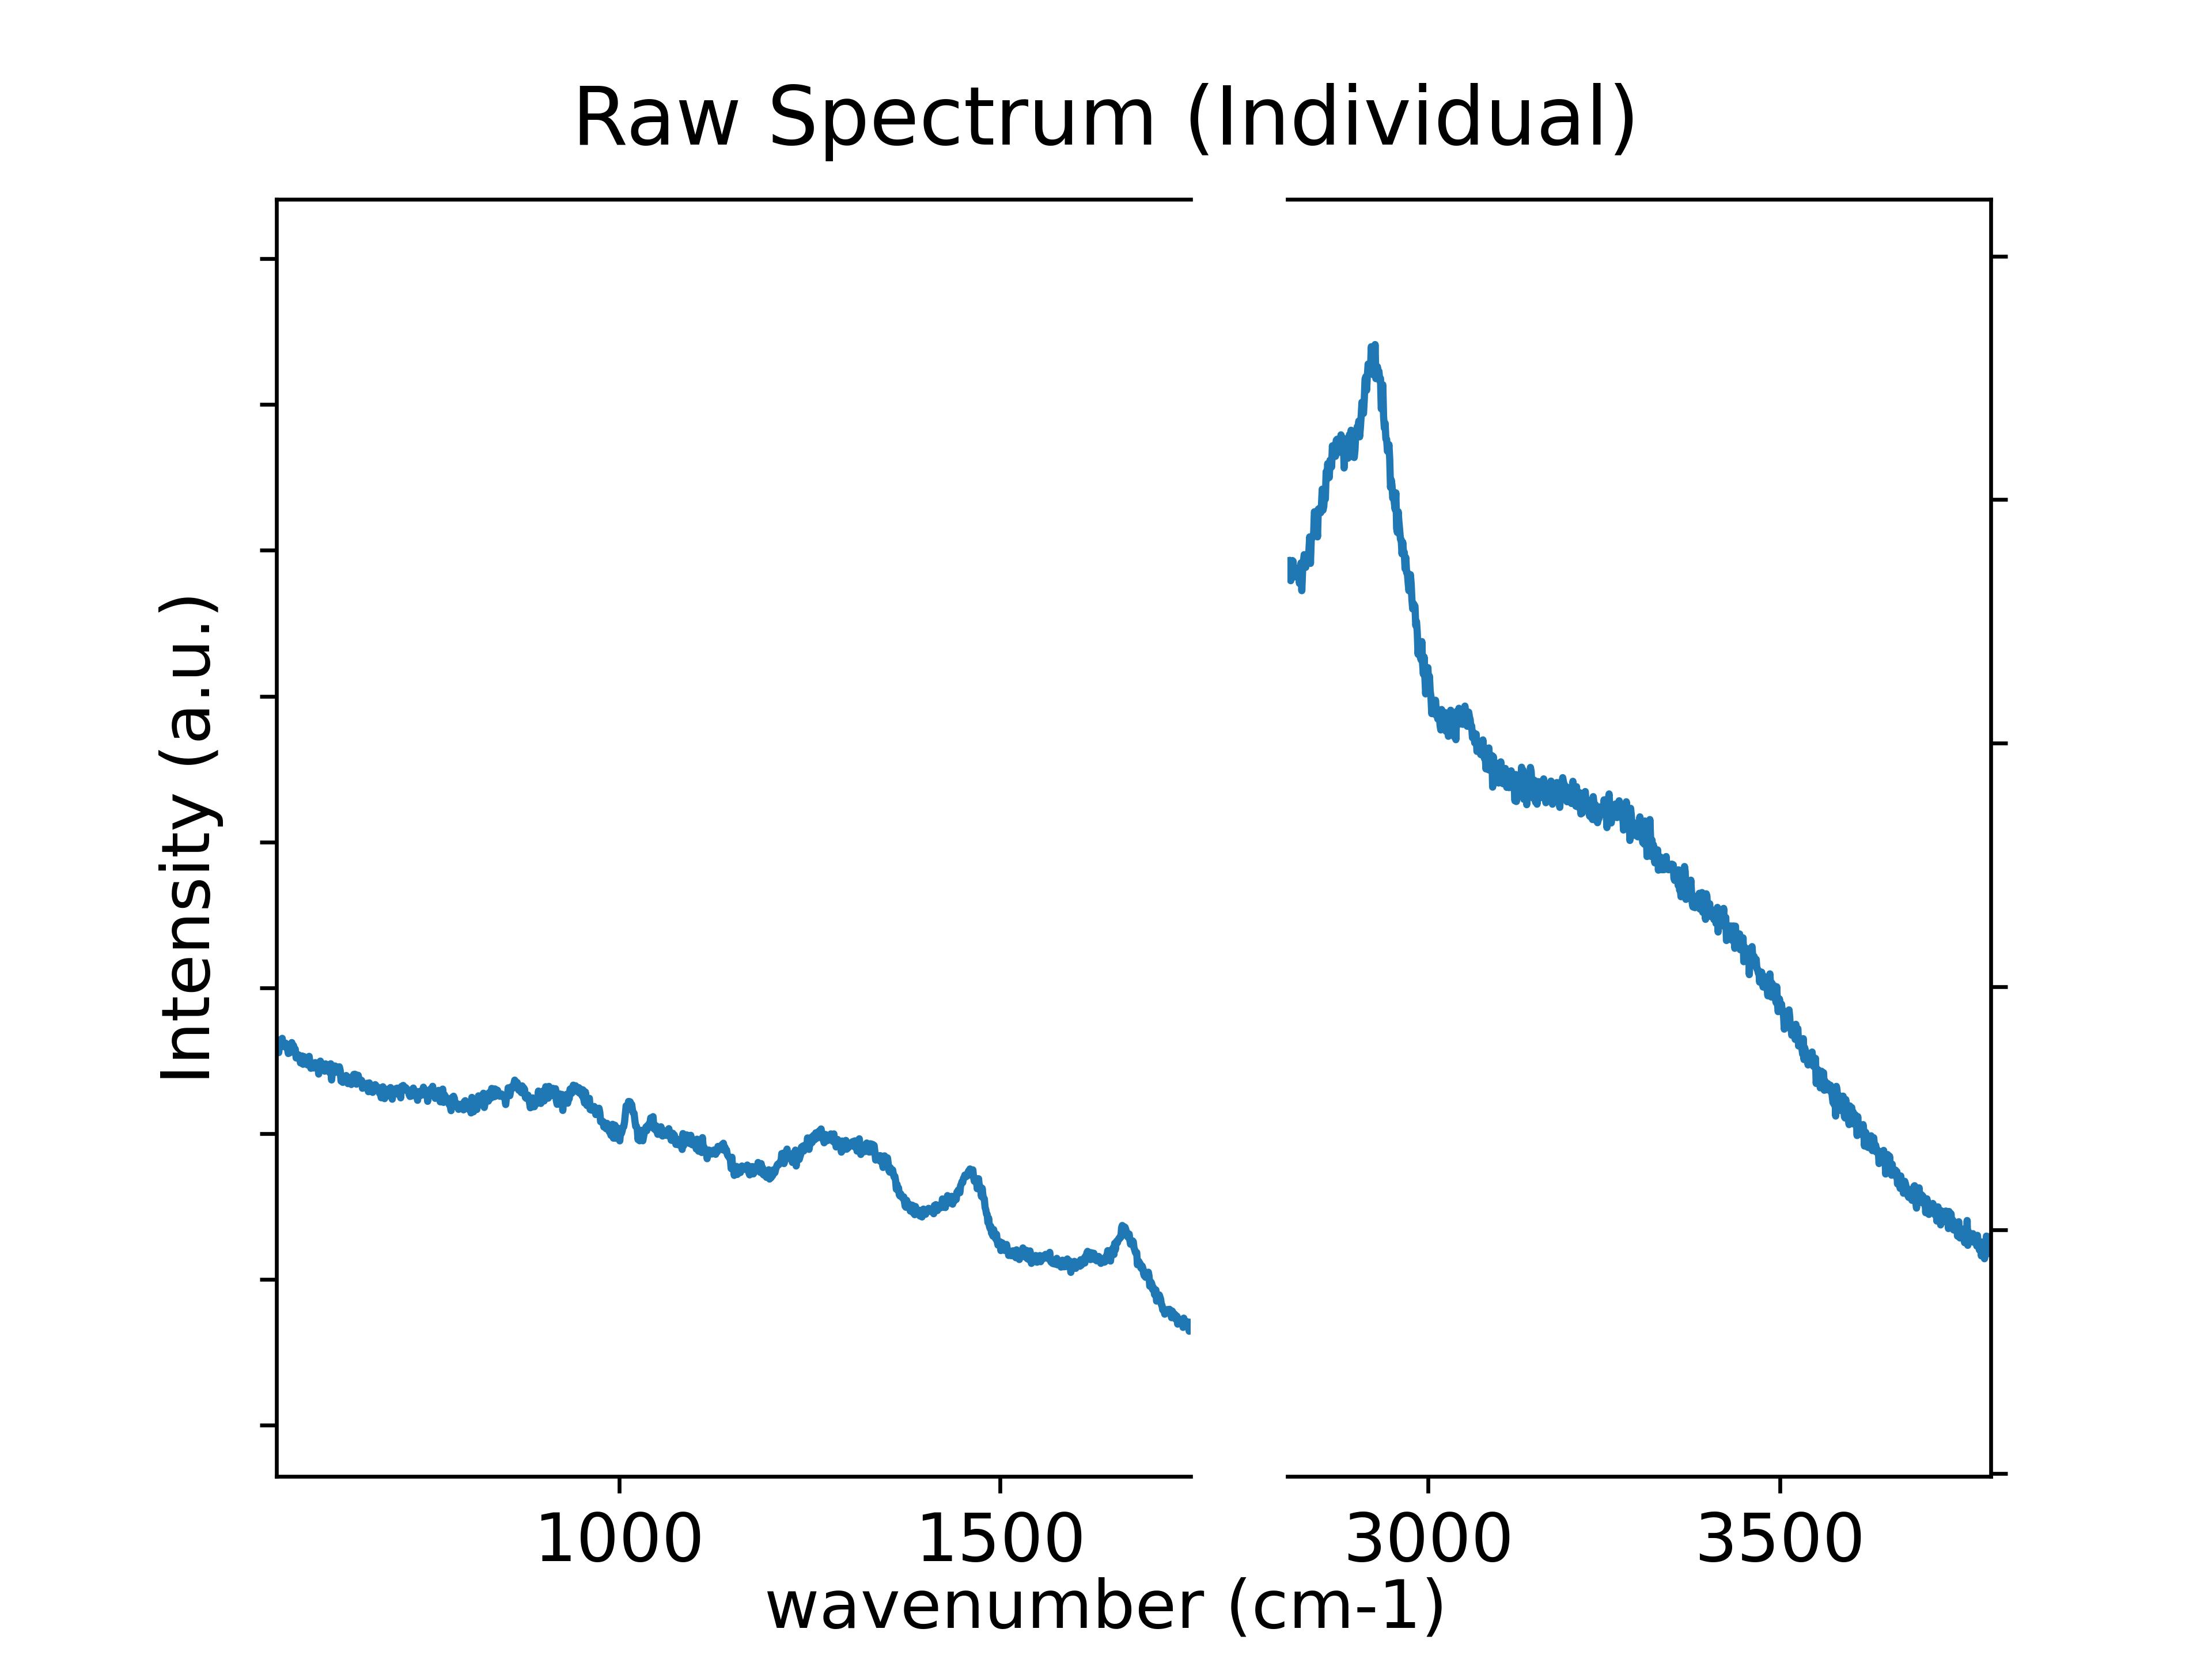 Raw Spectrum (Individual)
Intensity (a.u.)
1000 1500 3000 3500
wavenumber (cm-1)